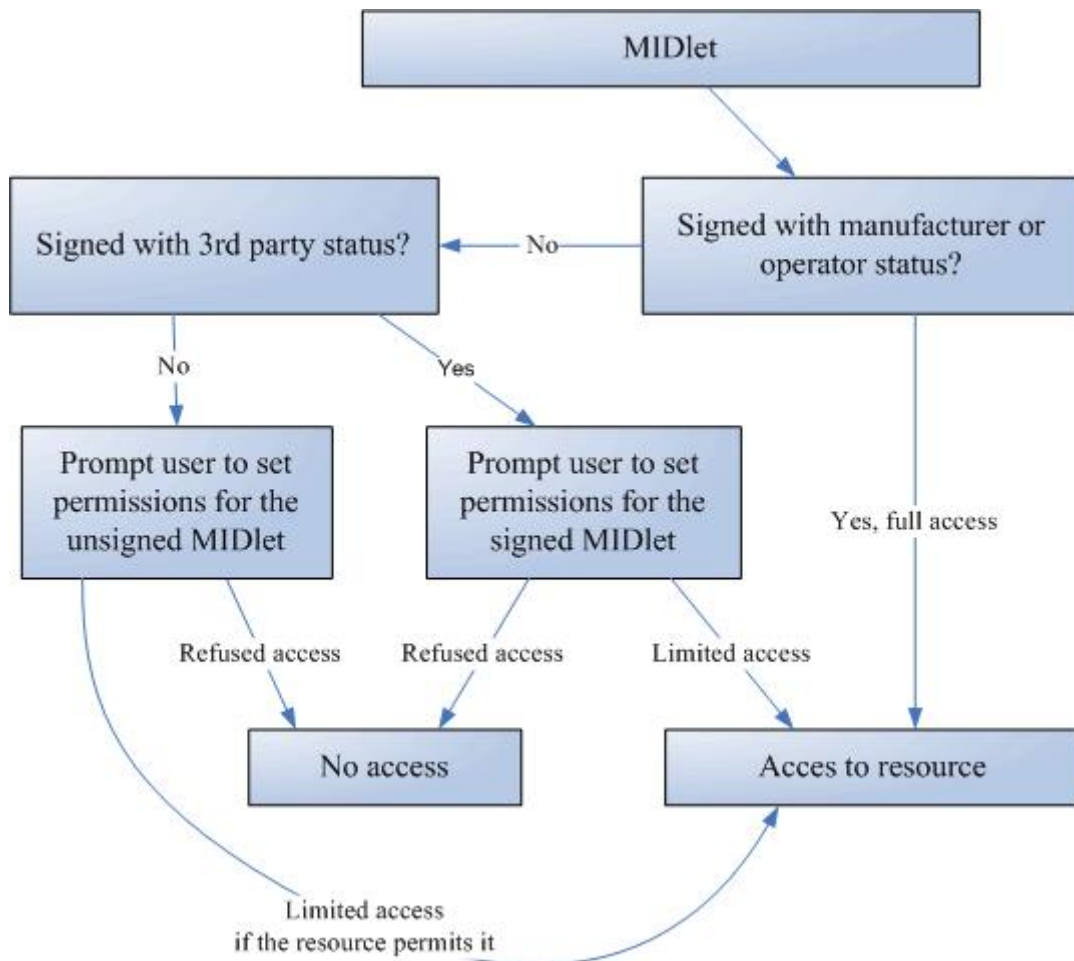 MIDlet
Signed with 3rd party status?
No
Signed with manufacturer or
operator status?
No
Yes
Prompt user to set
permissions for the
unsigned MIDlet
Prompt user to set
permissions for the
signed MIDlet
Yes, full access
Refused access
Refused access
Limited access
No access
Acces to resource
Limited access
if the resource permits it